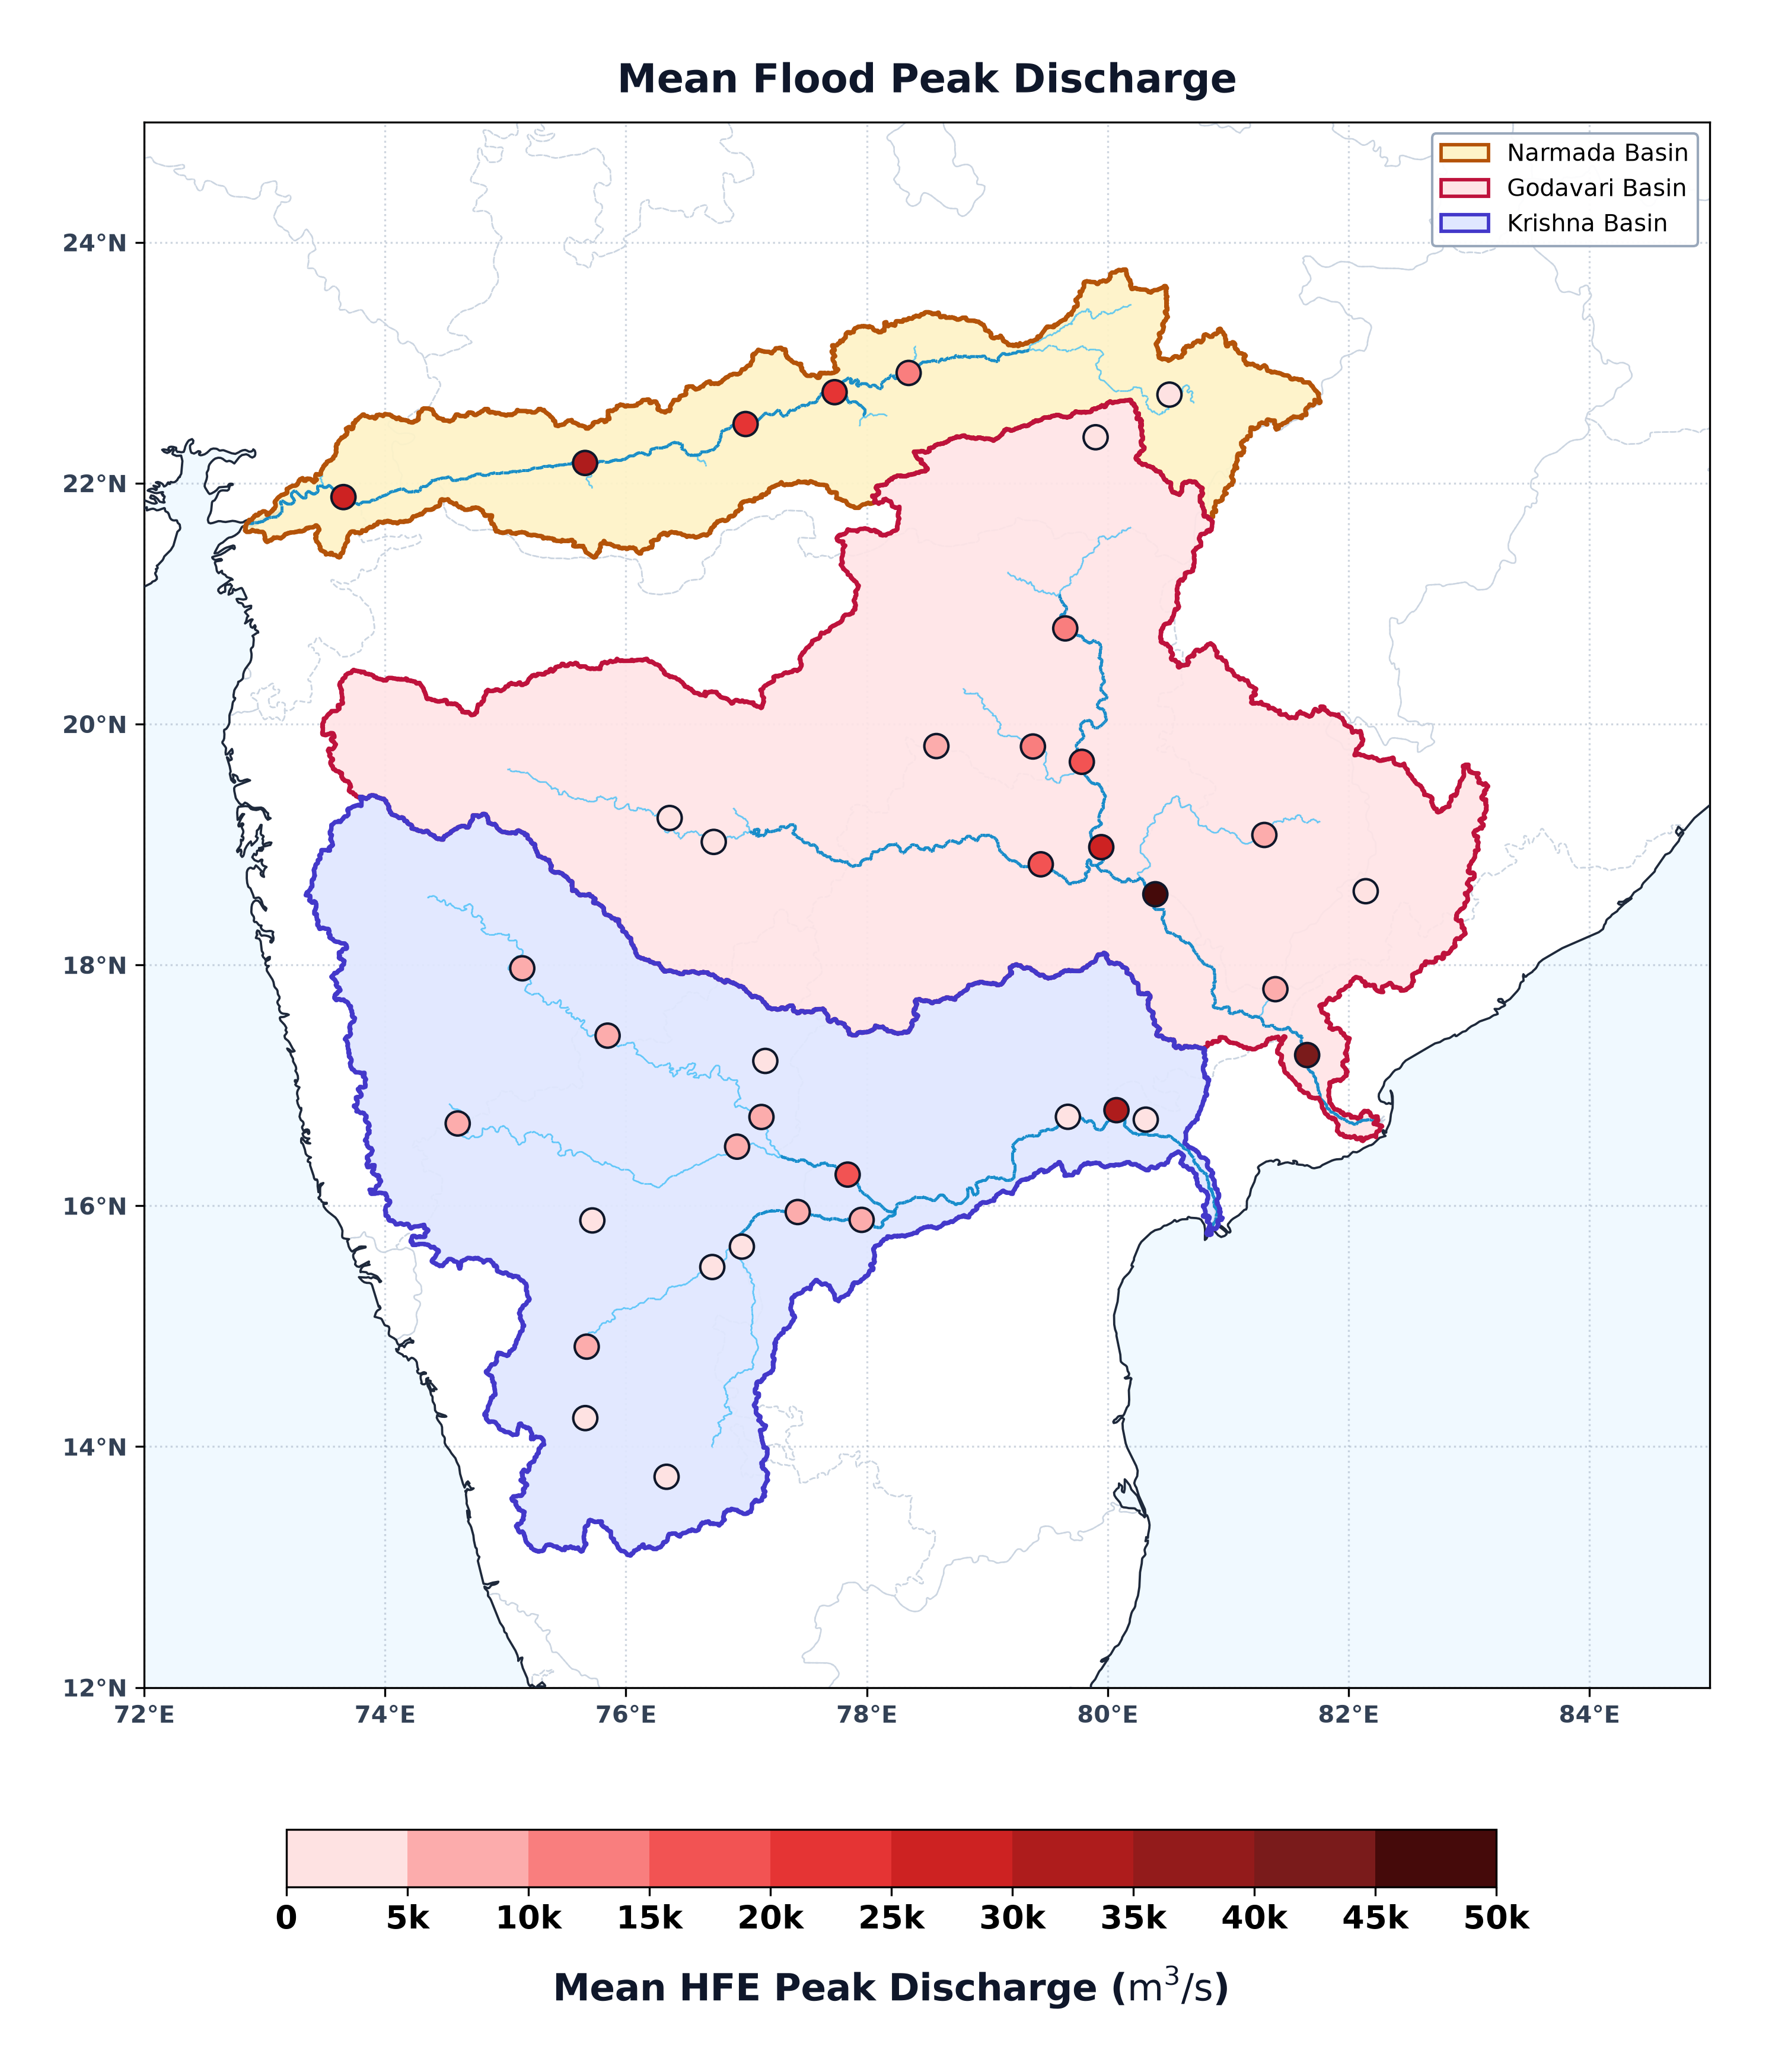 Mean Flood Peak Discharge
Narmada Basin
Godavari Basin
Krishna Basin
24°N
22°N
20°N
18°N
16°N
14°N
12°N
72°E 74°E 76°E 78°E 80°E 82°E 84°E
0 5k 10k 15k 20k 25k 30k 35k 40k 45k 50k
Mean HFE Peak Discharge (m³/s)